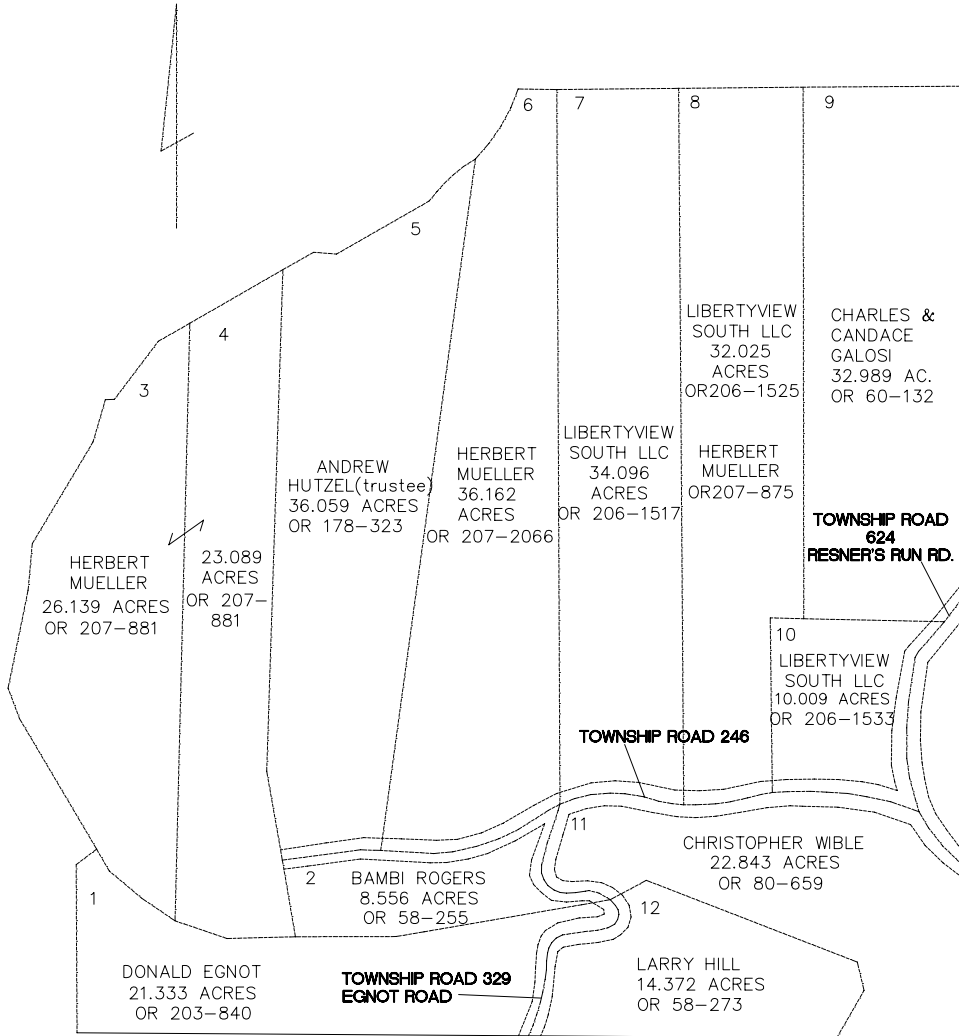 6
7
8
9
5
4
3
LIBERTYVIEW
SOUTH LLC
32.025
ACRES
OR206-1525
CHARLES &
CANDACE
GALOSI
32.989 AC.
OR 60-132
LIBERTYVIEW
SOUTH LLC
34.096
ACRES
OR 206-1517
HERBERT
MUELLER
36.162
ACRES
OR 207-2066
HERBERT
MUELLER
OR207-875
ANDREW
HUTZEL(trustee)
36.059 ACRES
OR 178-323
TOWNSHIP ROAD
624
RESNER'S RUN RD.
HERBERT
MUELLER
26.139 ACRES
OR 207-881
23.089
ACRES
OR 207-
881
10
LIBERTYVIEW
SOUTH LLC
10.009 ACRES
OR 206-1533
TOWNSHIP ROAD 246
11
CHRISTOPHER WIBLE
22.843 ACRES
OR 80-659
2
BAMBI ROGERS
8.556 ACRES
OR 58-255
1
12
DONALD EGNOT
21.333 ACRES
OR 203-840
TOWNSHIP ROAD 329
EGNOT ROAD
LARRY HILL
14.372 ACRES
OR 58-273